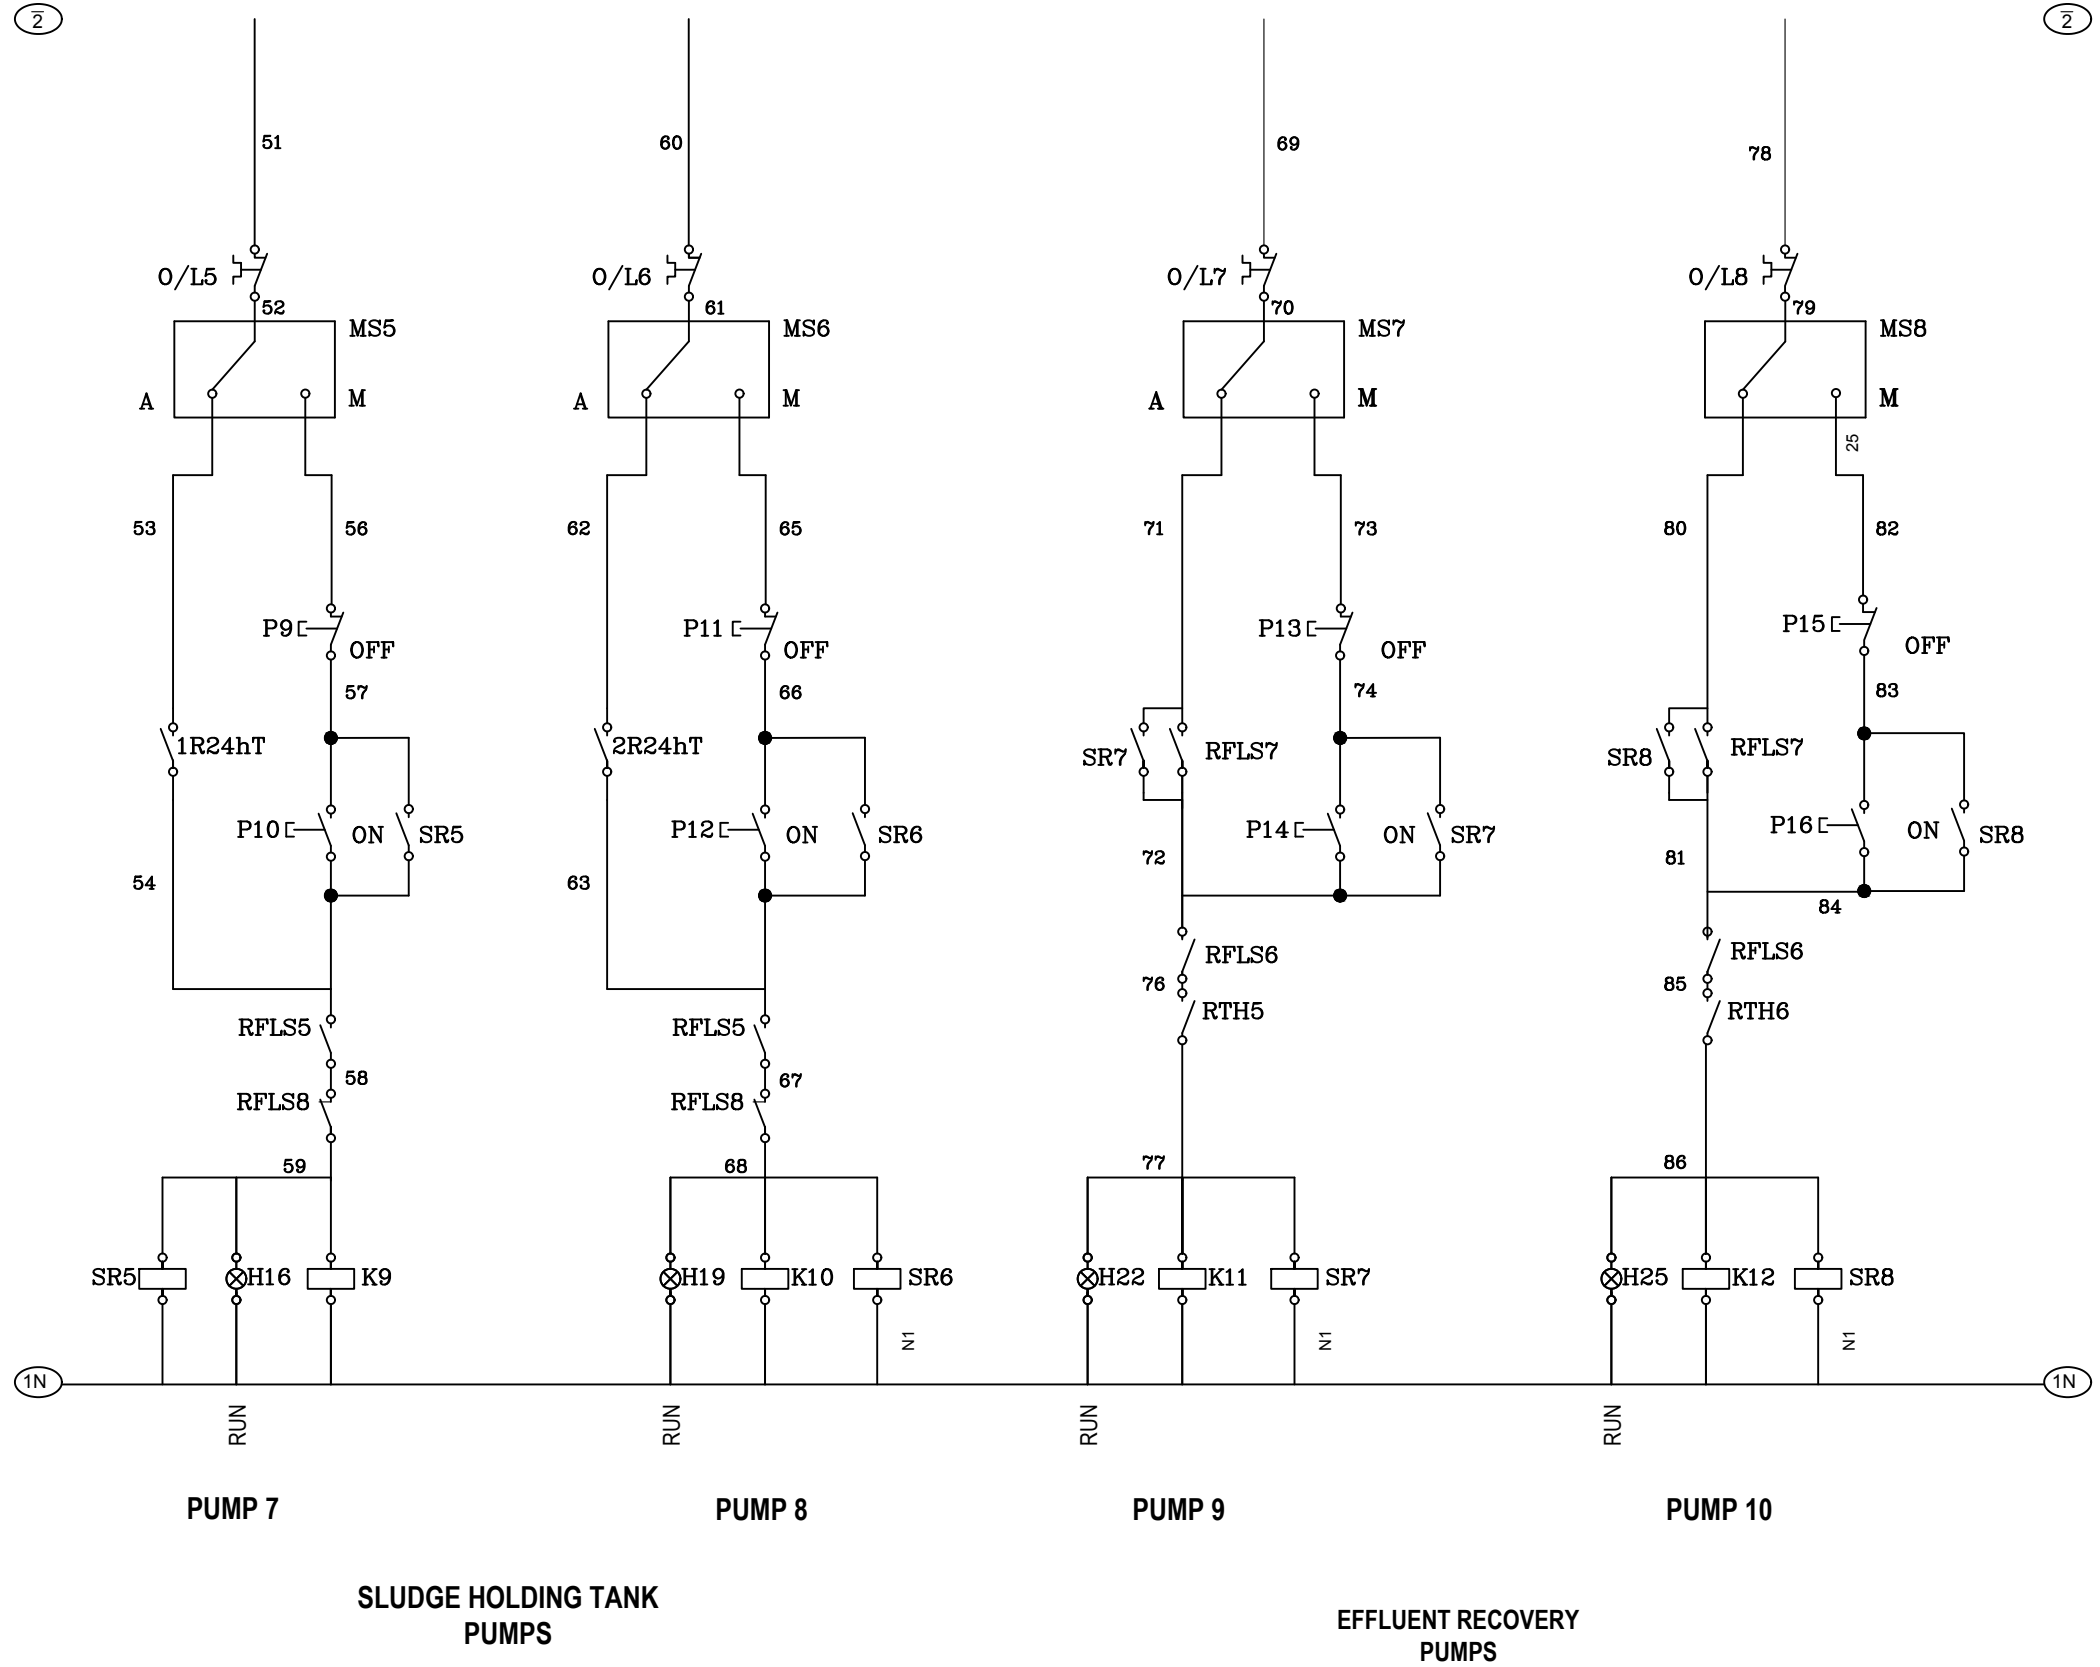 2
2
51
60
69
78
O/L5
O/L6
O/L7
O/L8
52
61
70
79
MS5
MS6
MS7
MS8
A
M
A
M
A
M
M
25
53
56
62
65
71
73
80
82
P9
OFF
P11
OFF
P13
OFF
P15
OFF
57
66
74
83
1R24hT
2R24hT
SR7
RFLS7
SR8
RFLS7
P10
ON
SR5
P12
ON
SR6
P14
ON
SR7
P16
ON
SR8
54
63
72
81
84
RFLS6
RFLS6
76
85
RTH5
RTH6
RFLS5
RFLS5
58
67
RFLS8
RFLS8
59
68
77
86
SR5
H16
K9
H19
K10
SR6
H22
K11
SR7
H25
K12
SR8
N1
N1
N1
1N
1N
RUN
RUN
RUN
RUN
PUMP 7
PUMP 8
PUMP 9
PUMP 10
SLUDGE HOLDING TANK
PUMPS
EFFLUENT RECOVERY
PUMPS